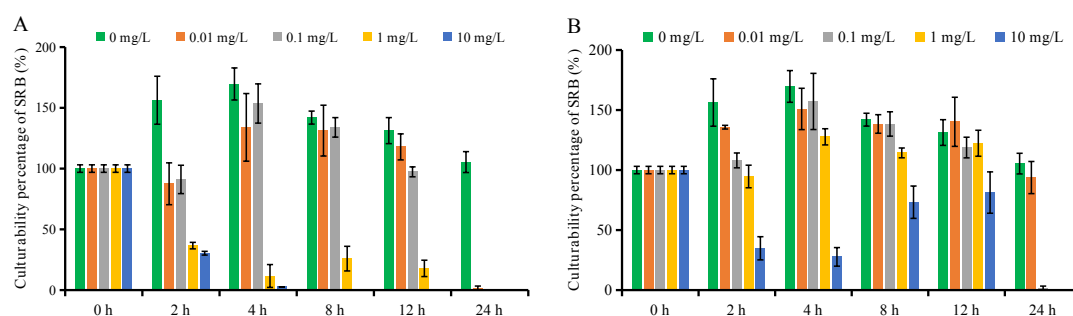 A
Culturability percentage of SRB (%)
200
150
100
50
0
0 mg/L 0.01 mg/L 0.1 mg/L 1 mg/L 10 mg/L
0 h 2 h 4 h 8 h 12 h 24 h
B
Culturability percentage of SRB (%)
200
150
100
50
0
0 mg/L 0.01 mg/L 0.1 mg/L 1 mg/L 10 mg/L
0 h 2 h 4 h 8 h 12 h 24 h